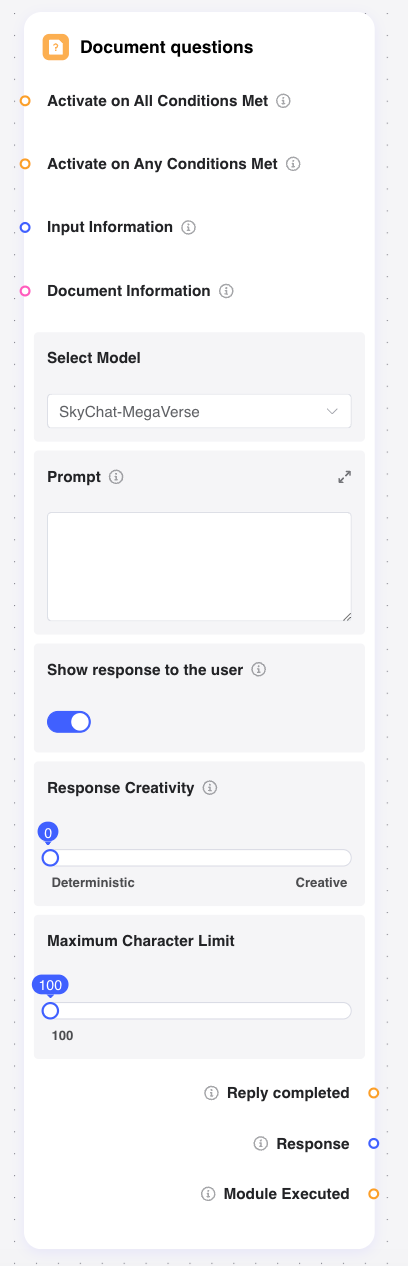 Document questions
Activate on All Conditions Met
Activate on Any Conditions Met
Input Information
Document Information
Select Model
SkyChat-MegaVerse
Prompt
Show response to the user
Response Creativity
0
Deterministic Creative
Maximum Character Limit
100
100
Reply completed
Response
Module Executed